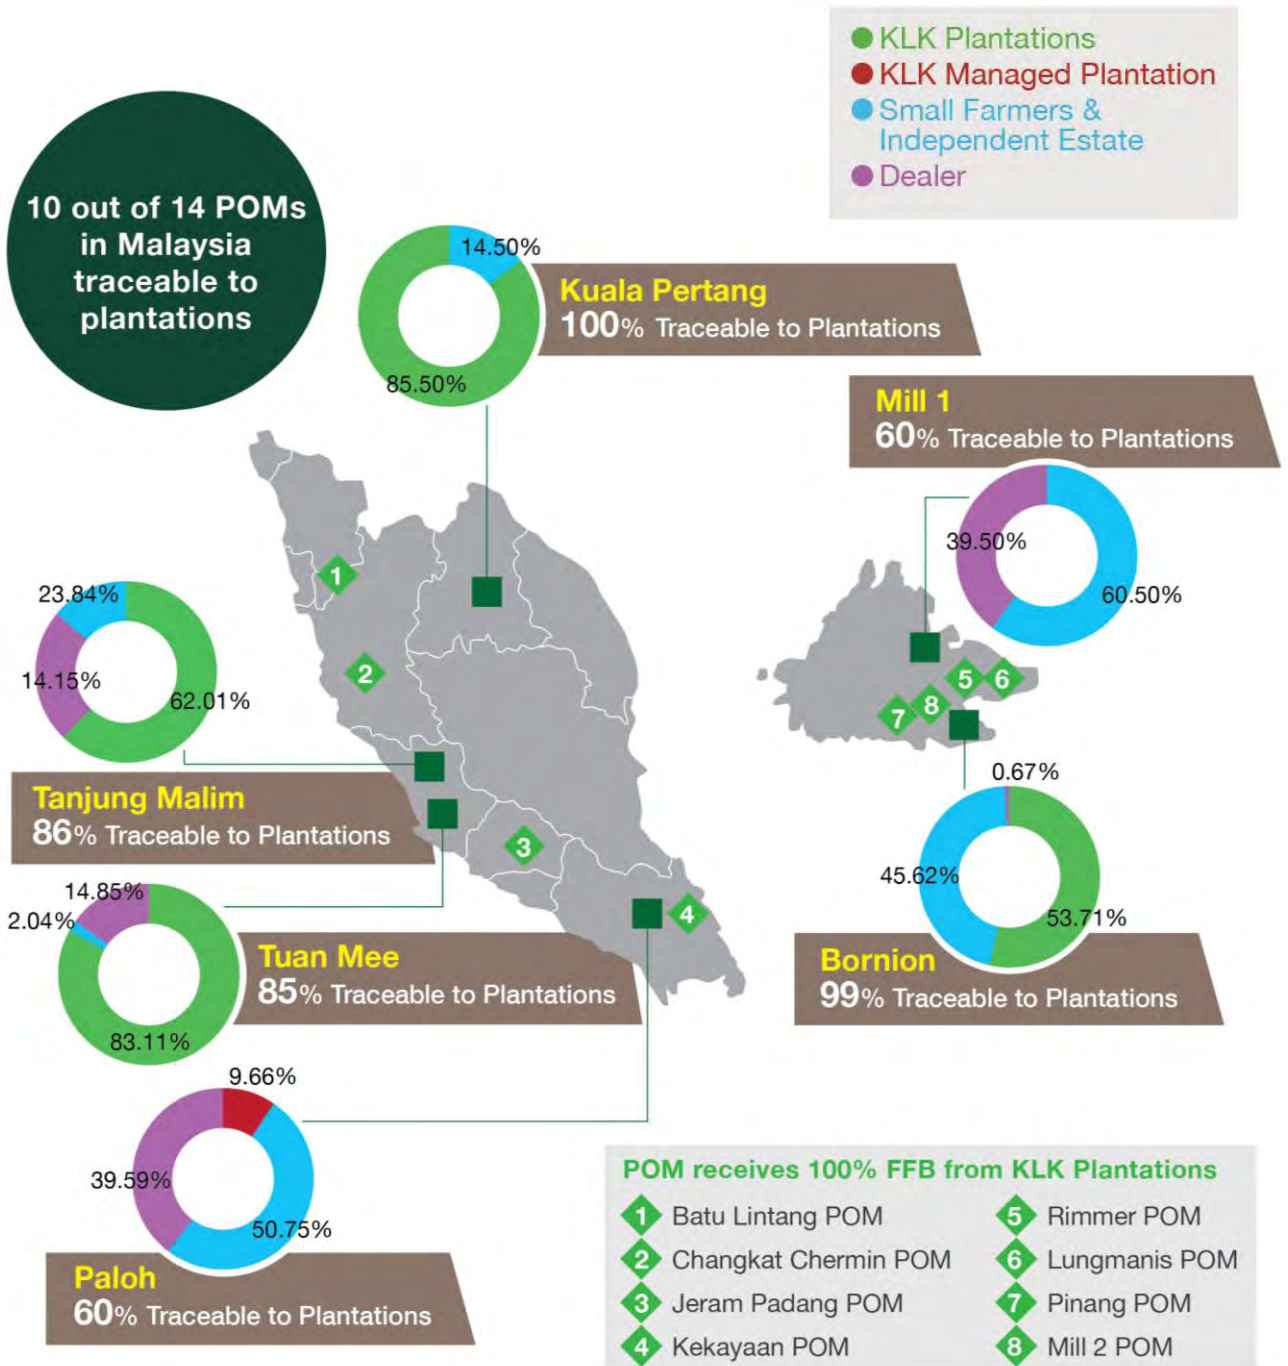 KLK Plantations
KLK Managed Plantation
Small Farmers &
Independent Estate
Dealer
10 out of 14 POMs
in Malaysia
traceable to
plantations
14.50%
85.50%
Kuala Pertang
100% Traceable to Plantations
Mill 1
60% Traceable to Plantations
39.50%
60.50%
1
2
3
4
5
6
7
8
23.84%
14.15%
62.01%
Tanjung Malim
86% Traceable to Plantations
0.67%
45.62%
53.71%
Bornion
99% Traceable to Plantations
14.85%
2.04%
83.11%
Tuan Mee
85% Traceable to Plantations
9.66%
39.59%
50.75%
Paloh
60% Traceable to Plantations
POM receives 100% FFB from KLK Plantations
1 Batu Lintang POM
2 Changkat Chermin POM
3 Jeram Padang POM
4 Kekayaan POM
5 Rimmer POM
6 Lungmanis POM
7 Pinang POM
8 Mill 2 POM